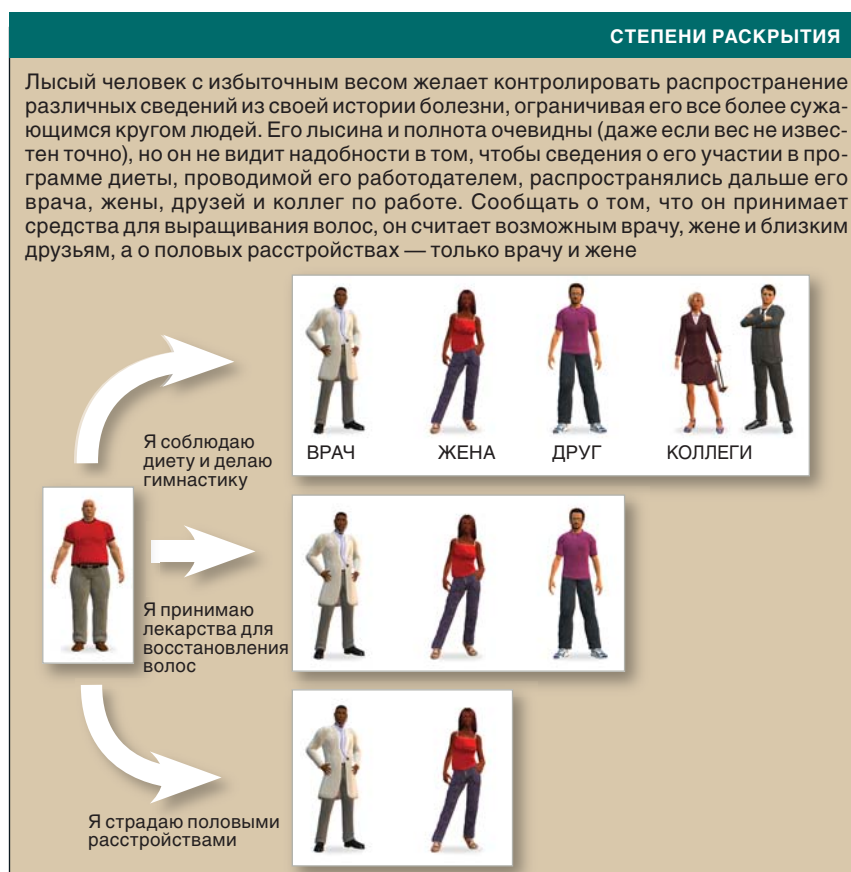 СТЕПЕНИ РАСКРЫТИЯ
Лысый человек с избыточным весом желает контролировать распространение
различных сведений из своей истории болезни, ограничивая его все более сужа-
ющимся кругом людей. Его лысина и полнота очевидны (даже если вес не извес-
тен точно), но он не видит надобности в том, чтобы сведения о его участии в про-
грамме диеты, проводимой его работодателем, распространялись дальше его
врача, жены, друзей и коллег по работе. Сообщать о том, что он принимает
средства для выращивания волос, он считает возможным врачу, жене и близким
друзьям, а о половых расстройствах — только врачу и жене
Я соблюдаю
диету и делаю
гимнастику
ВРАЧ ЖЕНА ДРУГ КОЛЛЕГИ
Я принимаю
лекарства для
восстановления
волос
Я страдаю половыми
расстройствами